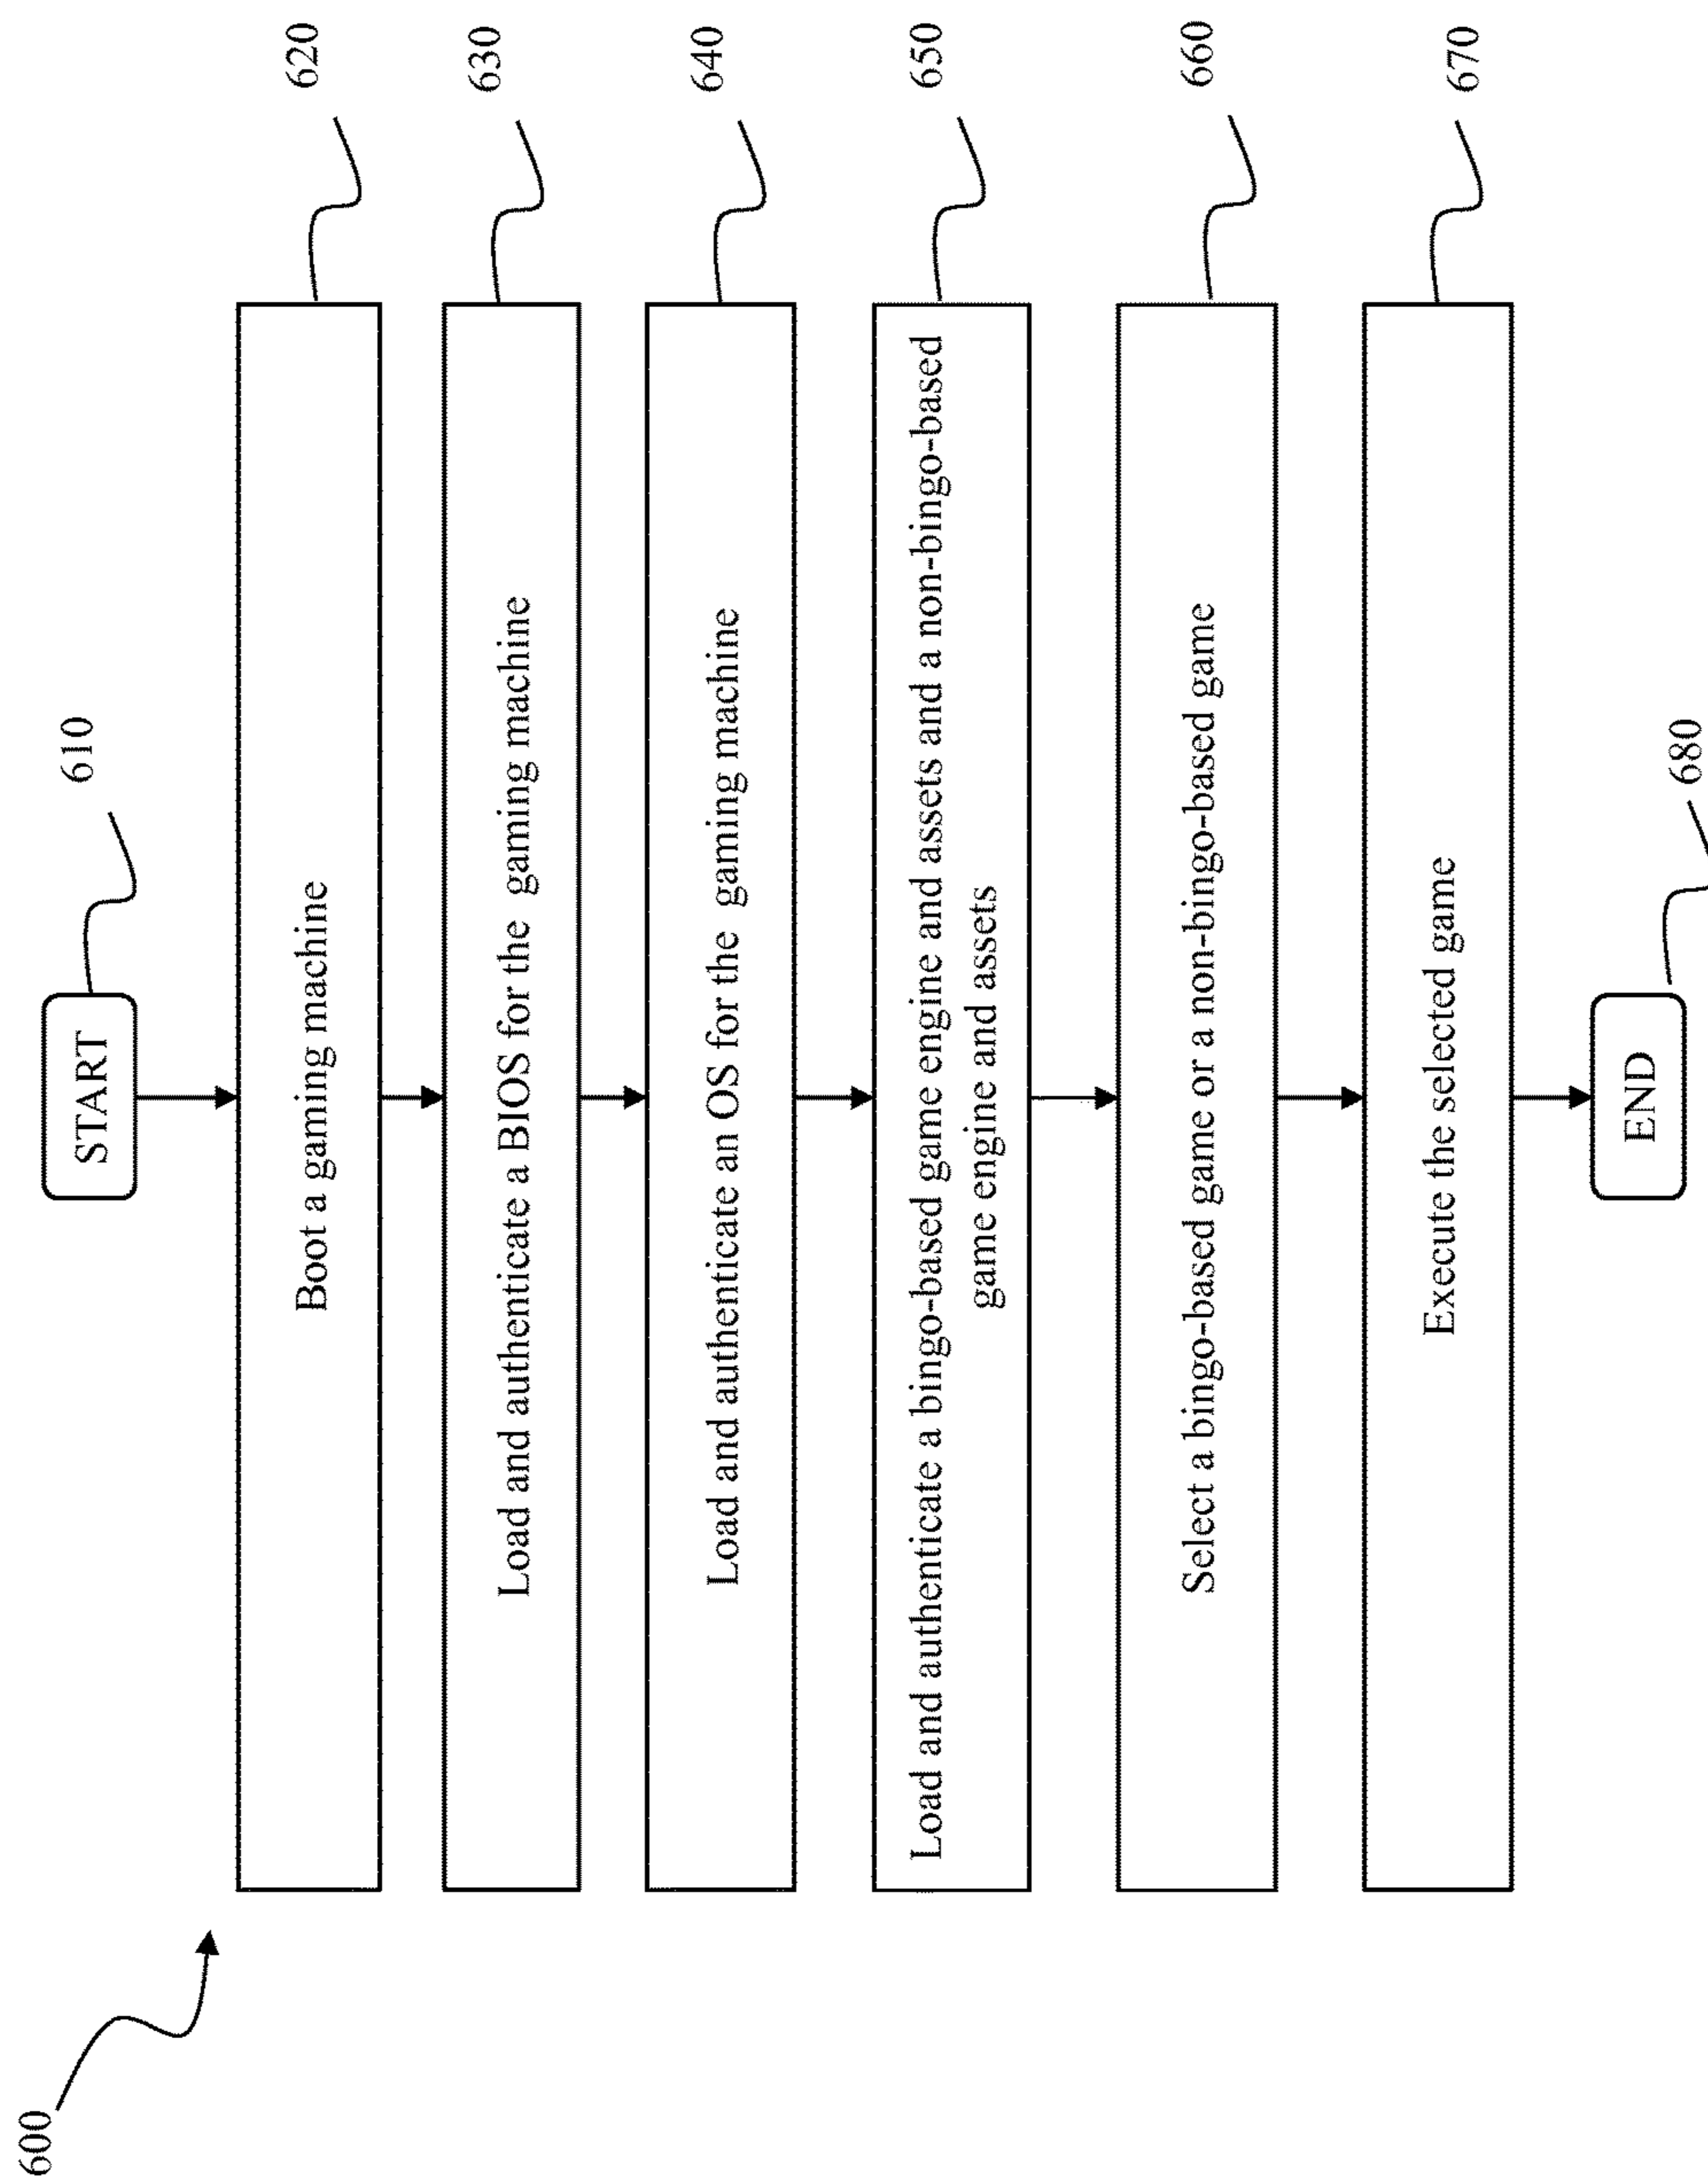 600
START
610
Boot a gaming machine
620
Load and authenticate a BIOS for the gaming machine
630
Load and authenticate an OS for the gaming machine
640
Load and authenticate a bingo-based game engine and assets and a non-bingo-based
game engine and assets
650
Select a bingo-based game or a non-bingo-based game
660
Execute the selected game
670
END
680